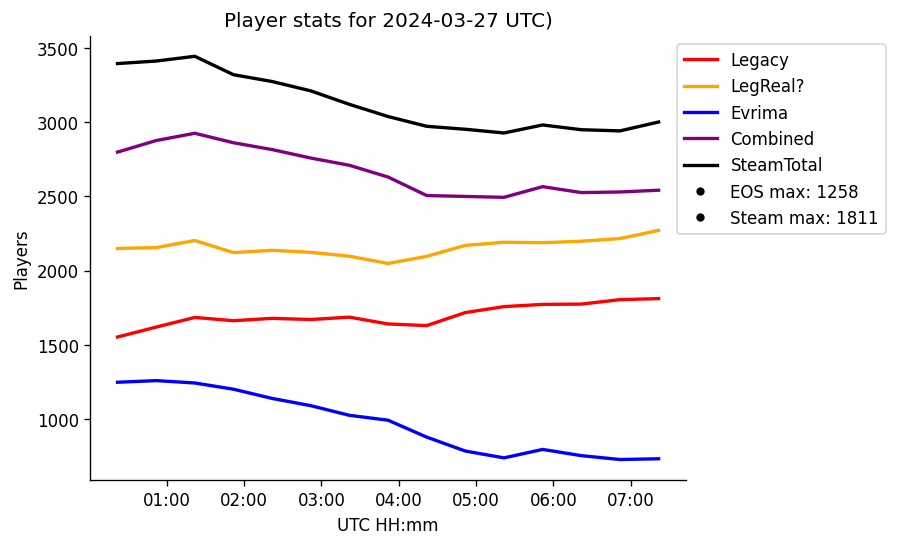 Player stats for 2024-03-27 UTC)
3500
3000
2500
2000
1500
1000
Players
01:00 02:00 03:00 04:00 05:00 06:00 07:00
UTC HH:mm
Legacy
LegReal?
Evrima
Combined
SteamTotal
EOS max: 1258
Steam max: 1811